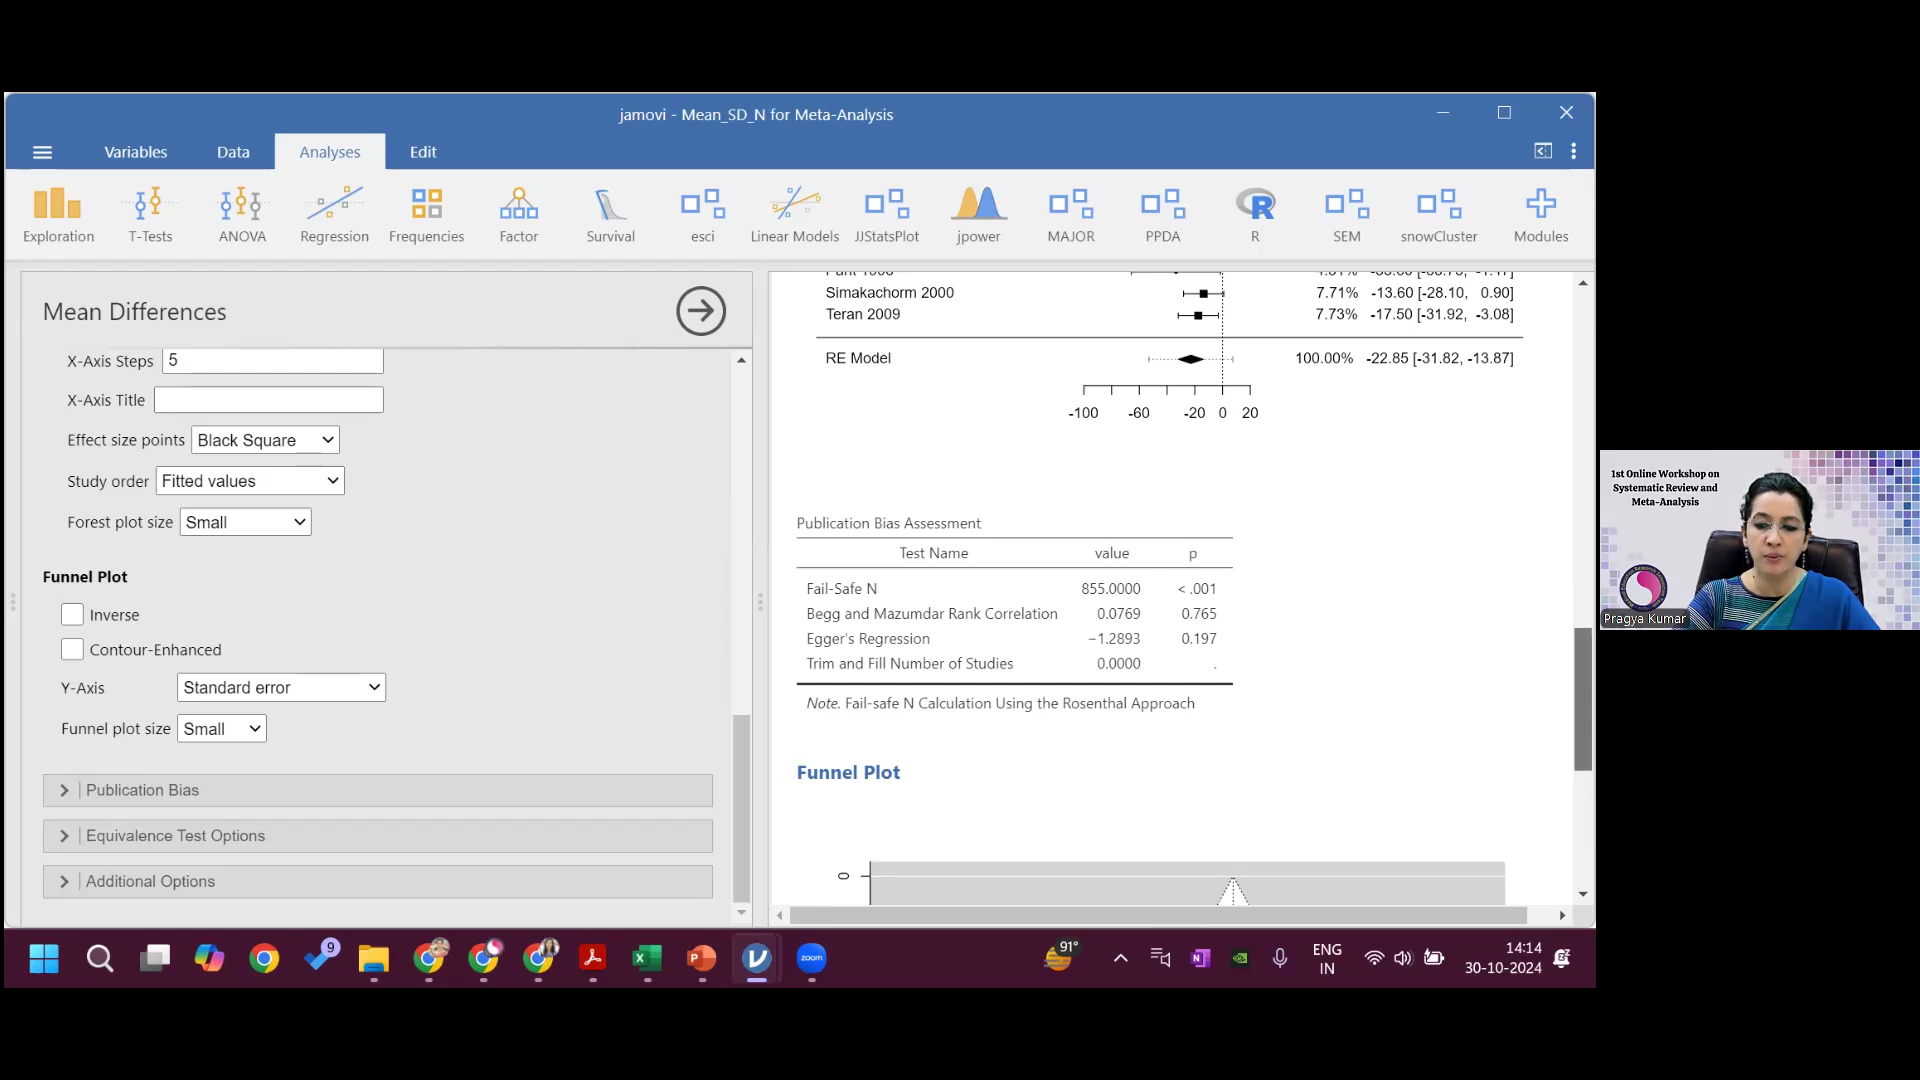 jamovi - Mean_SD_N for Meta-Analysis
Variables
Data
Analyses
Edit
Exploration
T-Tests
ANOVA
Regression
Frequencies
Factor
Survival
esci
Linear Models
JJStatsPlot
jpower
MAJOR
PPDA
R
SEM
snowCluster
Modules
Mean Differences
X-Axis Steps 5
X-Axis Title
Effect size points Black Square
Study order Fitted values
Forest plot size Small
Funnel Plot
Inverse
Contour-Enhanced
Y-Axis Standard error
Funnel plot size Small
Publication Bias
Equivalence Test Options
Additional Options
Simakachorm 2000 7.71% -13.60 [-28.10, 0.90]
Teran 2009 7.73% -17.50 [-31.92, -3.08]
RE Model 100.00% -22.85 [-31.82, -13.87]
-100 -60 -20 0 20
Publication Bias Assessment
Test Name value p
Fail-Safe N 855.0000 < .001
Begg and Mazumdar Rank Correlation 0.0769 0.765
Egger's Regression −1.2893 0.197
Trim and Fill Number of Studies 0.0000 .
Note. Fail-safe N Calculation Using the Rosenthal Approach
Funnel Plot
0
1st Online Workshop on
Systematic Review and
Meta-Analysis
Pragya Kumar
9
zoom
91°
ENG
IN
14:14
30-10-2024